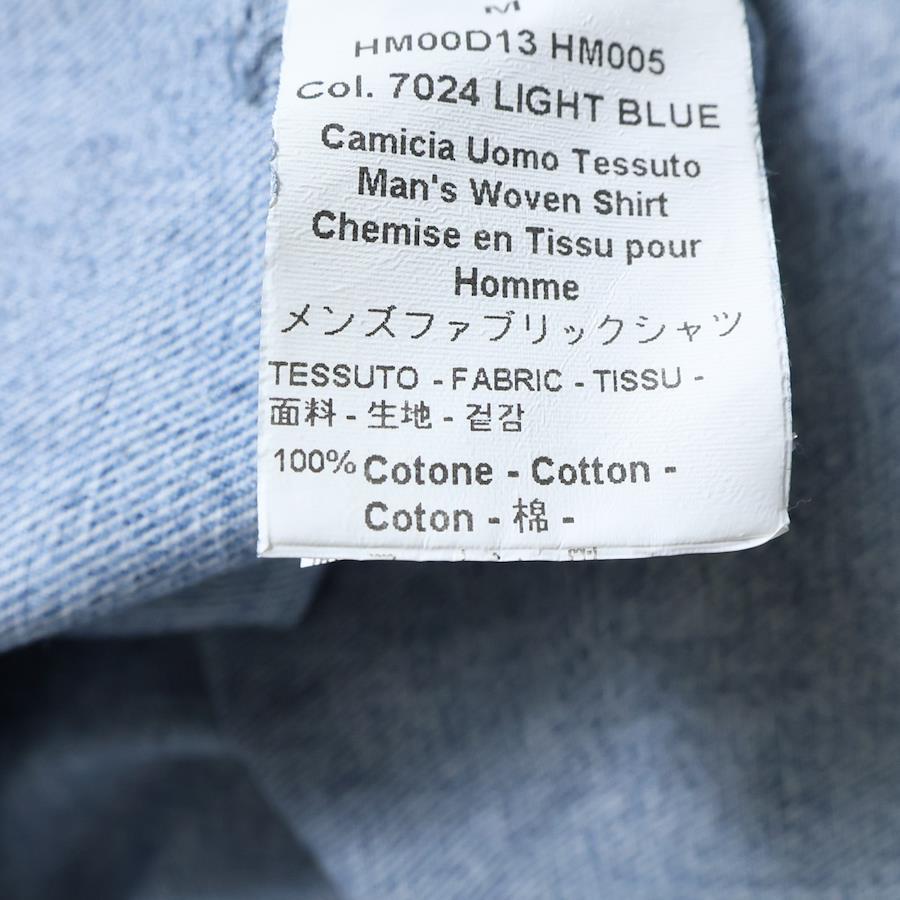 M
HM00D13 HM005
Col. 7024 LIGHT BLUE
Camicia Uomo Tessuto
Man's Woven Shirt
Chemise en Tissu pour
Homme
メンズファブリックシャツ
TESSUTO - FABRIC - TISSU -
面料 - 生地 - 겉감
100% Cotone - Cotton -
Coton - 棉 -